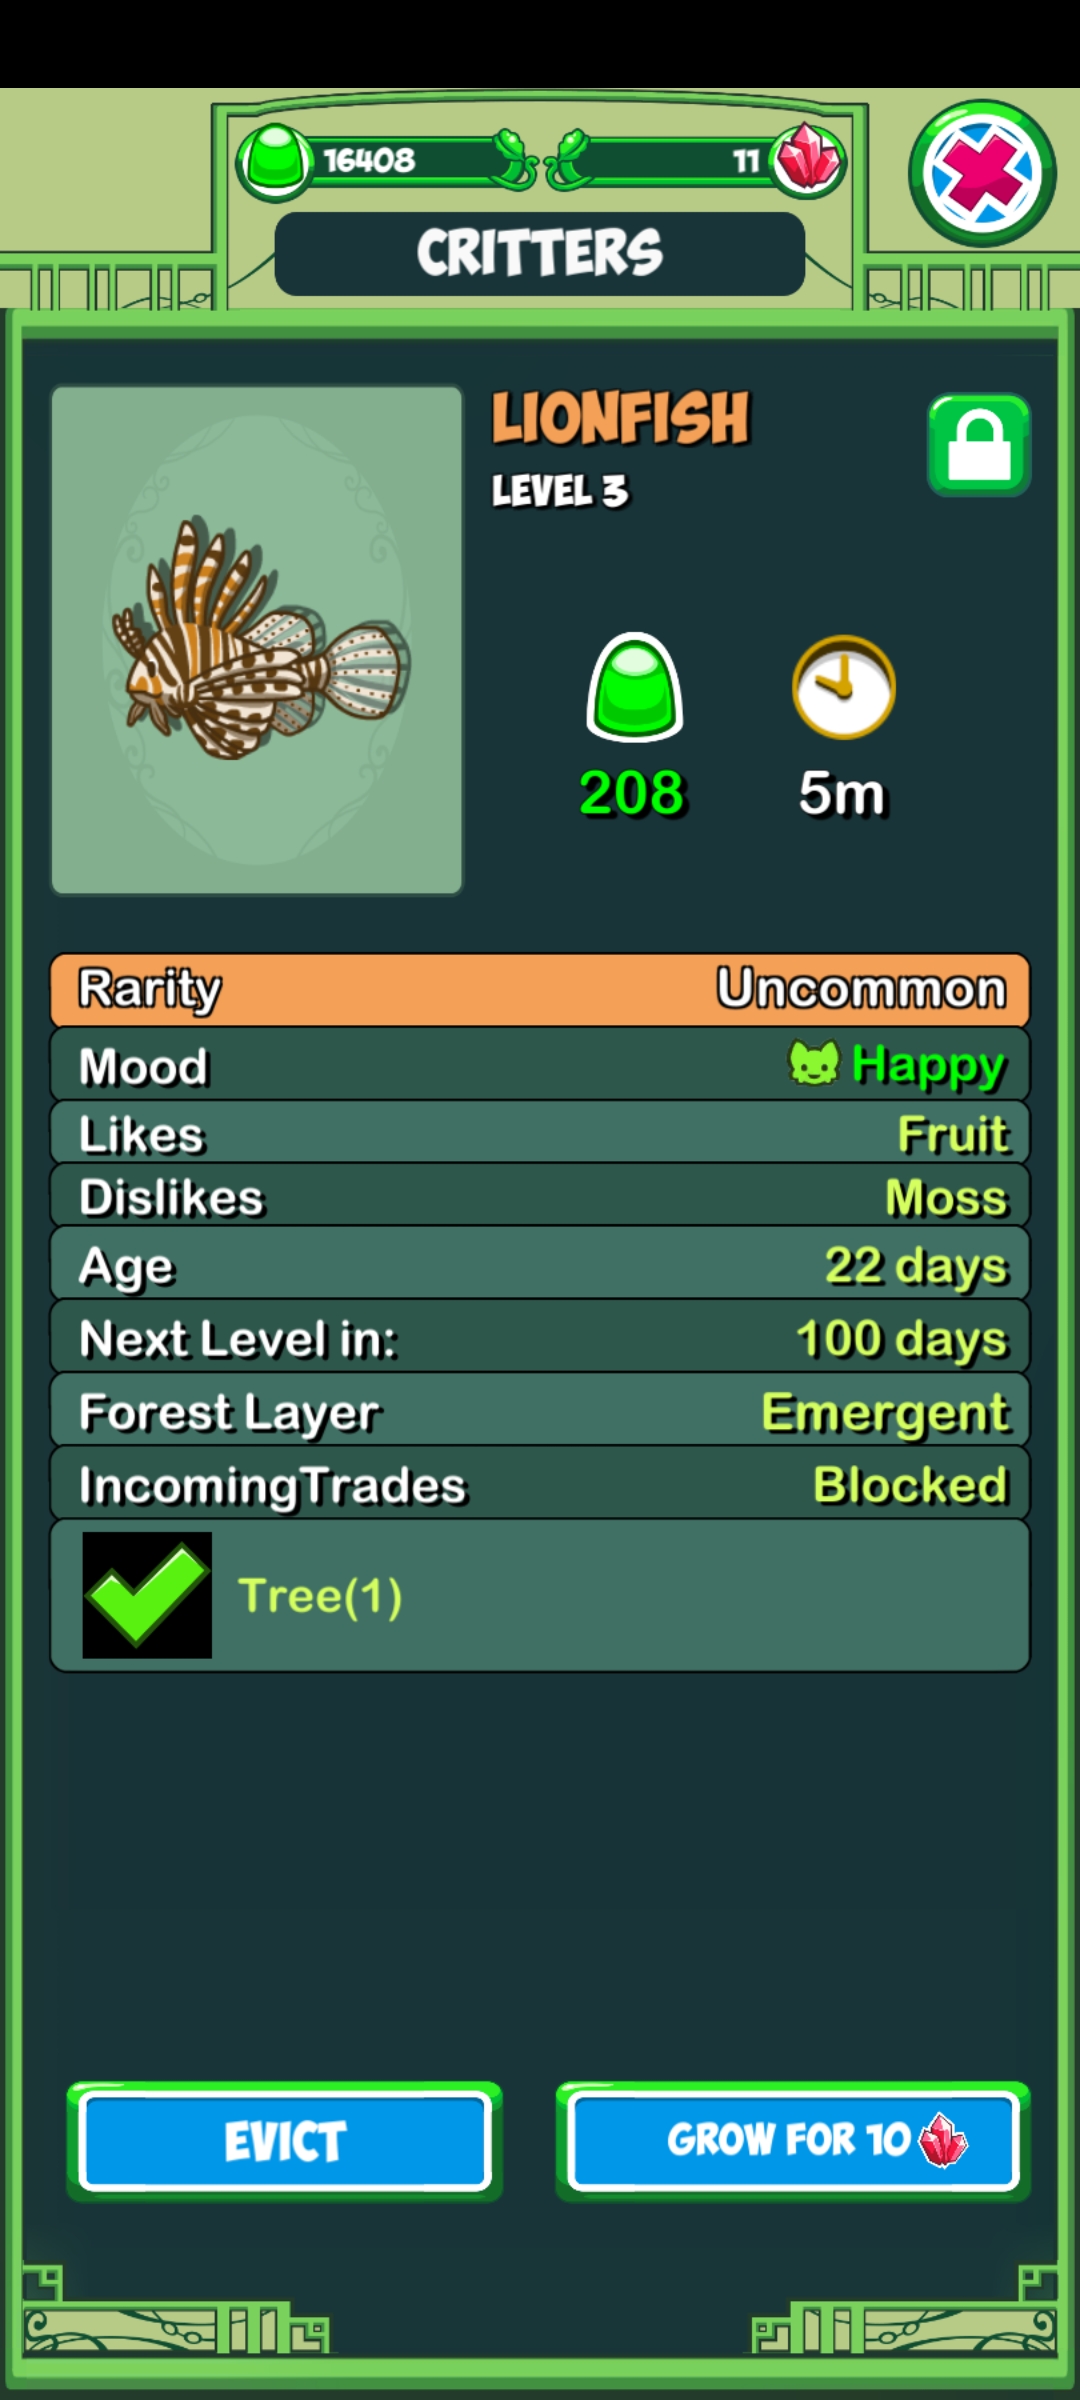 16408 11
CRITTERS
LIONFISH
LEVEL 3
208 5m
Rarity Uncommon
Mood Happy
Likes Fruit
Dislikes Moss
Age 22 days
Next Level in: 100 days
Forest Layer Emergent
IncomingTrades Blocked
Tree(1)
EVICT GROW FOR 10